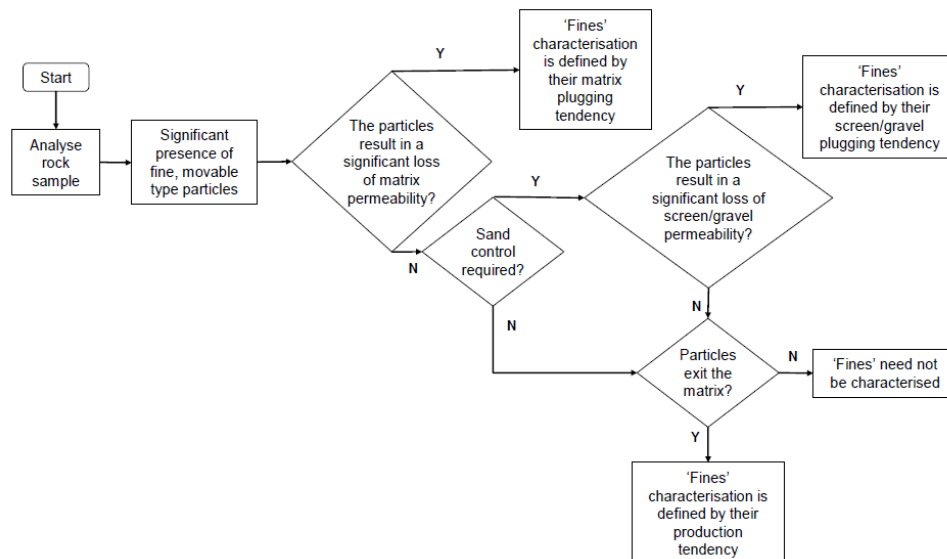 Start
Analyse
rock
sample
Significant
presence of
fine, movable
type particles
The particles
result in a
significant loss
of matrix
permeability?
Y
‘Fines’
characterisation
is defined by
their matrix
plugging
tendency
N
Sand
control
required?
Y
The particles
result in a
significant loss of
screen/gravel
permeability?
Y
‘Fines’
characterisation is
defined by their
screen/gravel
plugging tendency
N
N
Particles
exit the
matrix?
N
‘Fines’ need not
be characterised
Y
‘Fines’
characterisation is
defined by their
production
tendency